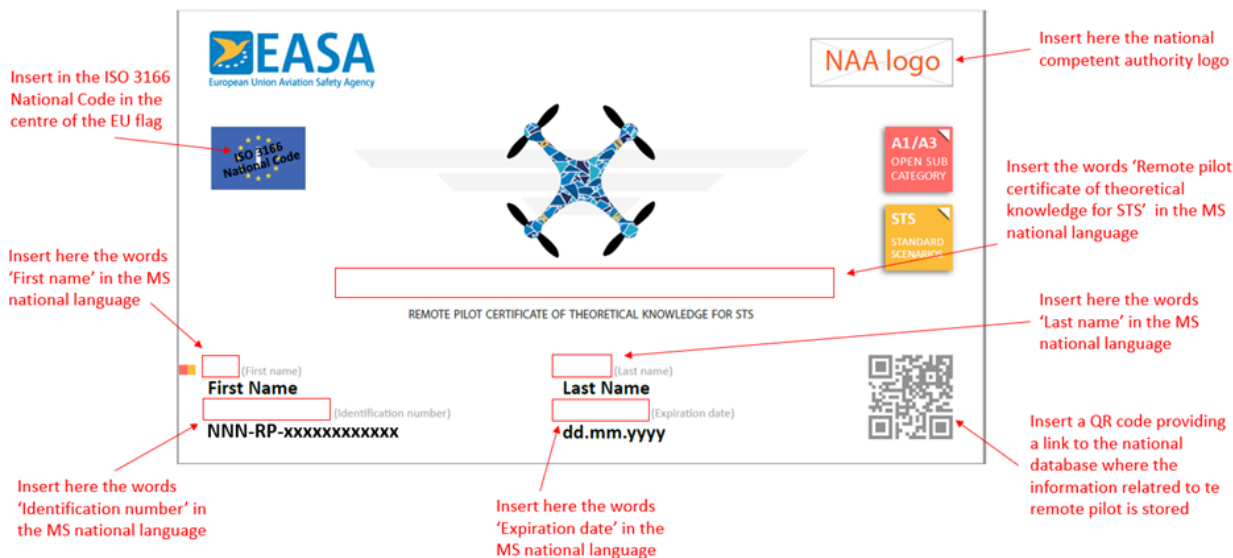 EASA
European Union Aviation Safety Agency
NAA logo
Insert here the national
competent authority logo
Insert in the ISO 3166
National Code in the
centre of the EU flag
ISO 3166
National Code
A1/A3
OPEN SUB
CATEGORY
Insert the words ‘Remote pilot
certificate of theoretical
knowledge for STS’ in the MS
national language
STS
STANDARD
SCENARIOS
Insert here the words
‘First name’ in the MS
national language
REMOTE PILOT CERTIFICATE OF THEORETICAL KNOWLEDGE FOR STS
Insert here the words
‘Last name’ in the MS
national language
(First name)
First Name
(Last name)
Last Name
(Identification number)
NNN-RP-xxxxxxxxxxxx
(Expiration date)
dd.mm.yyyy
Insert a QR code providing
a link to the national
database where the
information relatred to te
remote pilot is stored
Insert here the words
‘Identification number’ in
the MS national language
Insert here the words
‘Expiration date’ in the
MS national language